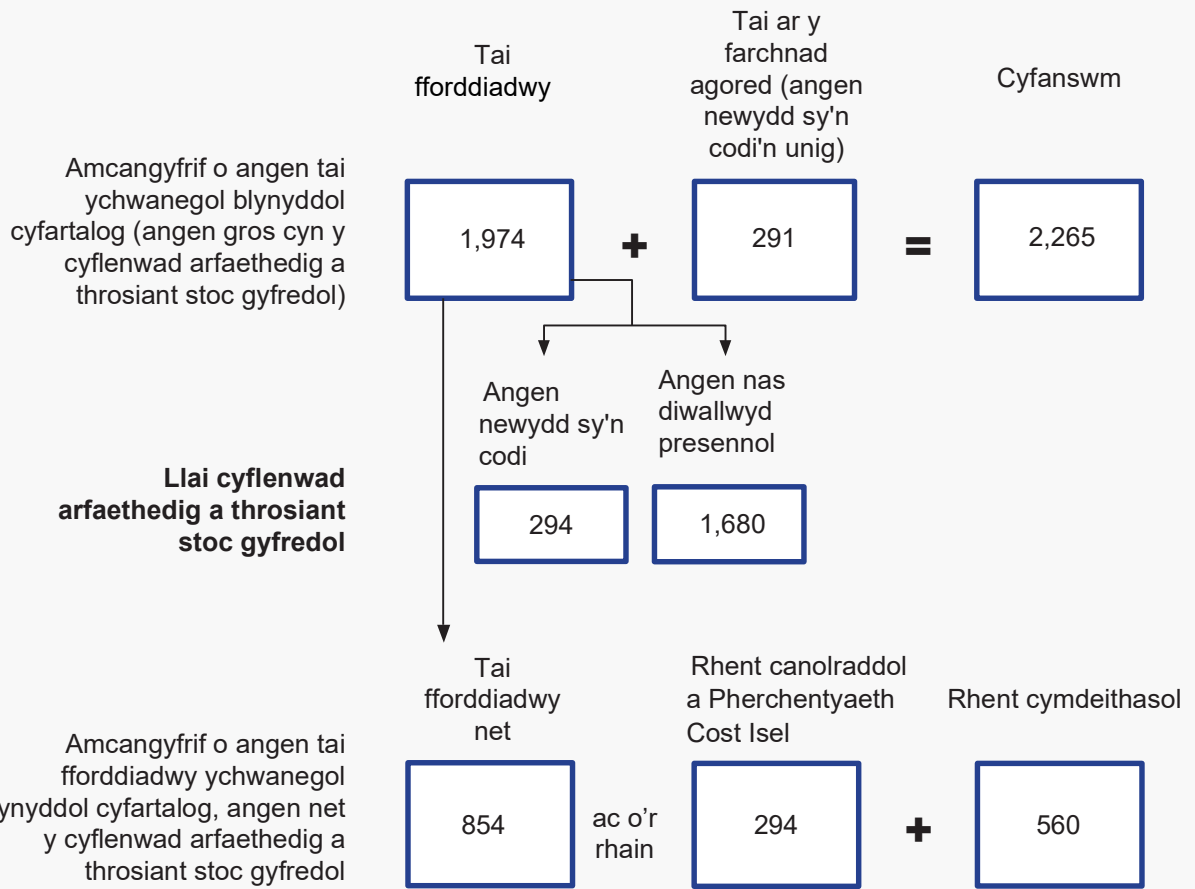 Tai
fforddiadwy
Tai ar y
farchnad
agored (angen
newydd sy'n
codi'n unig)
Cyfanswm
Amcangyfrif o angen tai
ychwanegol blynyddol
cyfartalog (angen gros cyn y
cyflenwad arfaethedig a
throsiant stoc gyfredol)
1,974
+
291
=
2,265
Angen
newydd sy'n
codi
Angen nas
diwallwyd
presennol
Llai cyflenwad
arfaethedig a throsiant
stoc gyfredol
294
1,680
Tai
fforddiadwy
net
Rhent canolraddol
a Pherchentyaeth
Cost Isel
Rhent cymdeithasol
Amcangyfrif o angen tai
fforddiadwy ychwanegol
ynyddol cyfartalog, angen net
y cyflenwad arfaethedig a
throsiant stoc gyfredol
854
ac o’r
rhain
294
+
560